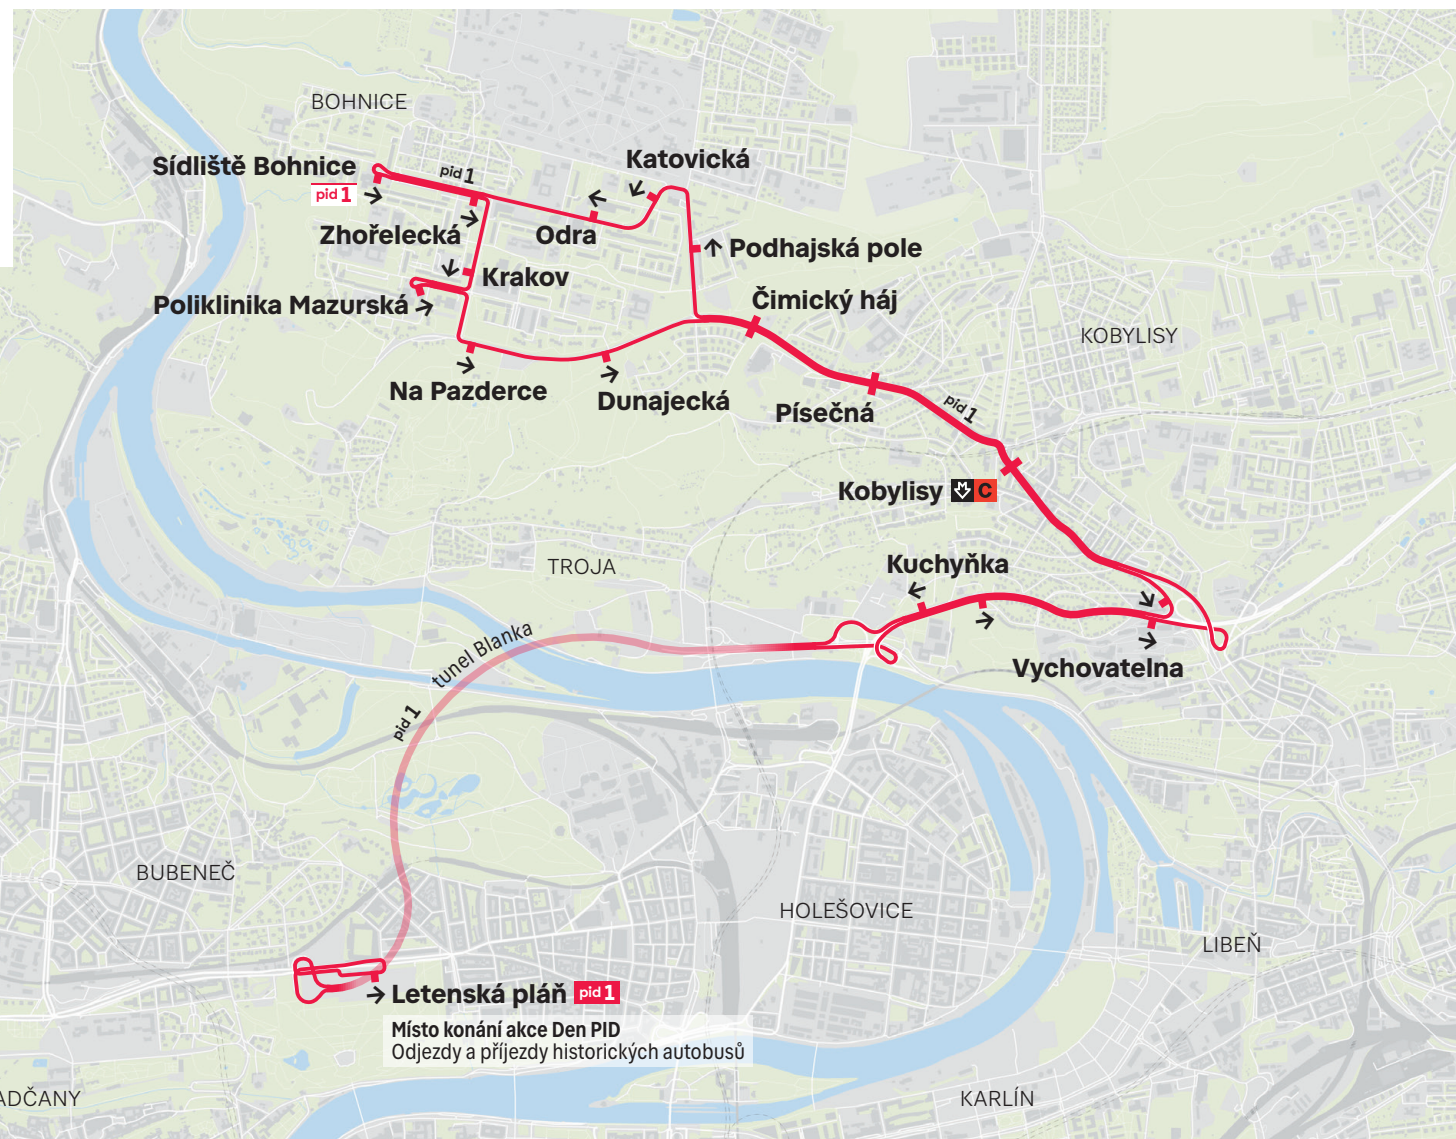 BOHNICE
Sídliště Bohnice
pid 1
pid 1
Katovická
Zhořelecká
Odra
Podhajská pole
Krakov
Poliklinika Mazurská
Čimický háj
KOBYLISY
Na Pazderce
Dunajecká
Písečná
pid 1
Kobylisy C
TROJA
Kuchyňka
tunel Blanka
Vychovatelna
pid 1
BUBENEČ
HOLEŠOVICE
LIBEŇ
Letenská pláň pid 1
Místo konání akce Den PID
Odjezdy a příjezdy historických autobusů
ADČANY
KARLÍN